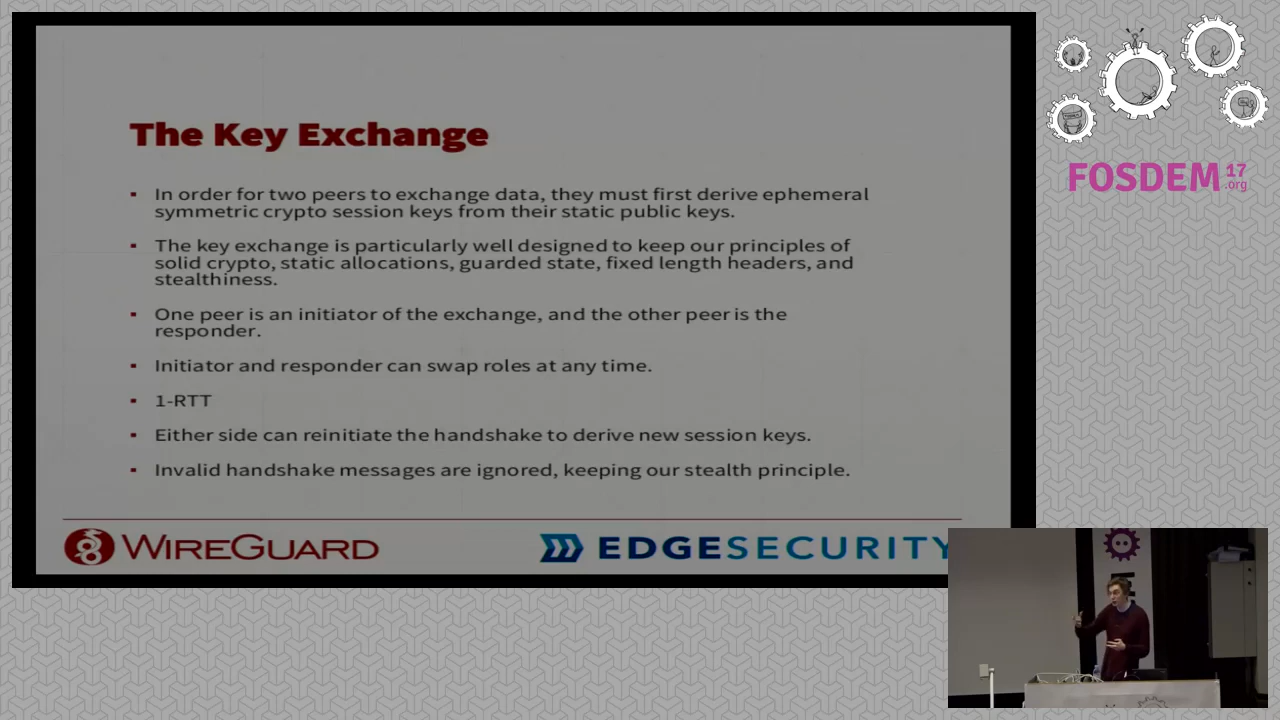 The Key Exchange
▪ In order for two peers to exchange data, they must first derive ephemeral
symmetric crypto session keys from their static public keys.
▪ The key exchange is particularly well designed to keep our principles of
solid crypto, static allocations, guarded state, fixed length headers, and
stealthiness.
▪ One peer is an initiator of the exchange, and the other peer is the
responder.
▪ Initiator and responder can swap roles at any time.
▪ 1-RTT
▪ Either side can reinitiate the handshake to derive new session keys.
▪ Invalid handshake messages are ignored, keeping our stealth principle.
WIREGUARD
EDGESECURITY
FOSDEM 17
.org